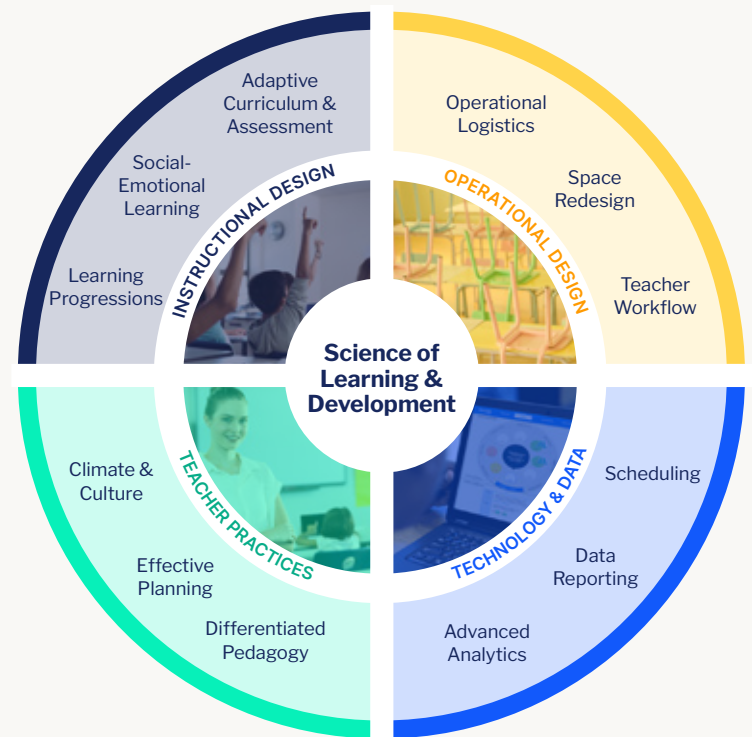 Adaptive
Curriculum &
Assessment
Social-
Emotional
Learning
Learning
Progressions
INSTRUCTIONAL DESIGN
Operational
Logistics
Space
Redesign
Teacher
Workflow
OPERATIONAL DESIGN
Science of
Learning &
Development
Climate &
Culture
Effective
Planning
Differentiated
Pedagogy
TEACHER PRACTICES
Scheduling
Data
Reporting
Advanced
Analytics
TECHNOLOGY & DATA